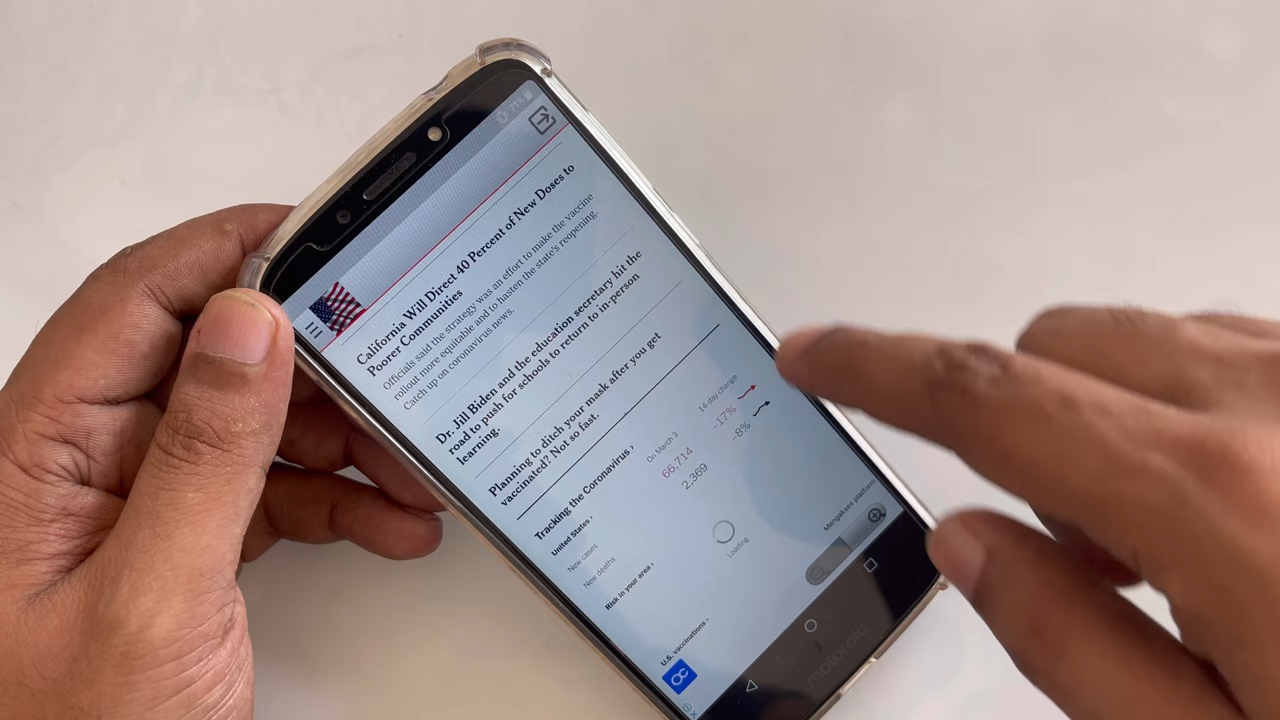 71%
California Will Direct 40 Percent of New Doses to
Poorer Communities
Officials said the strategy was an effort to make the vaccine
rollout more equitable and to hasten the state's reopening.
Catch up on coronavirus news.
Dr. Jill Biden and the education secretary hit the
road to push for schools to return to in-person
learning.
Planning to ditch your mask after you get
vaccinated? Not so fast.
Tracking the Coronavirus ›
United States ›
On March 3
14-day change
New cases
66,714
-17%
New deaths
2,369
-8%
Risk in your area ›
Loading
U.S. vaccinations ›
Mengakses platform
motorola